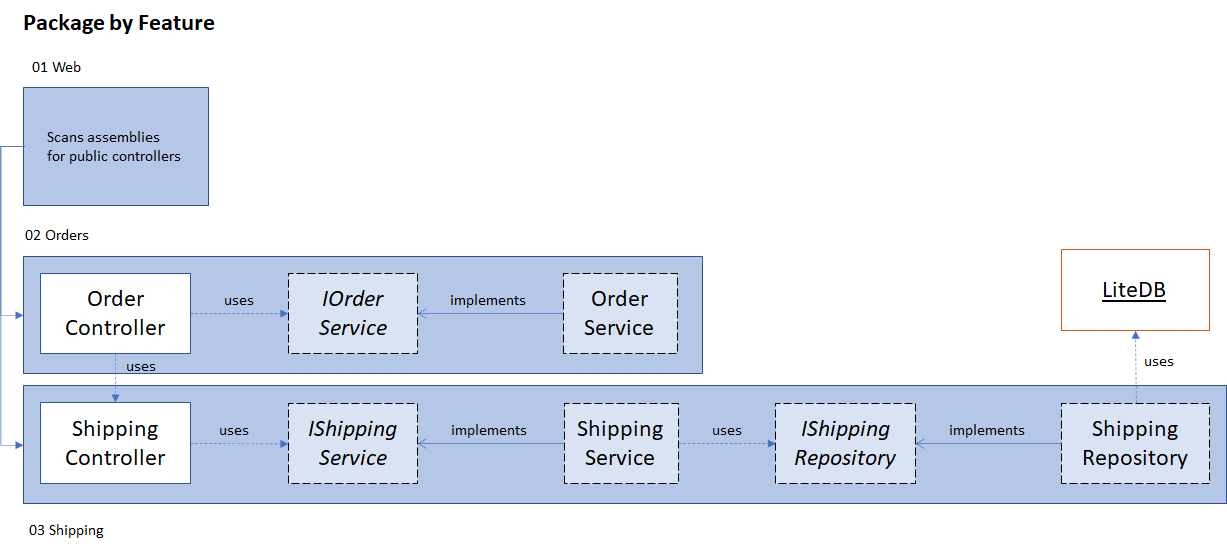 Package by Feature
01 Web
Scans assemblies
for public controllers
02 Orders
Order
Controller
uses
IOrder
Service
implements
Order
Service
LiteDB
uses
uses
Shipping
Controller
uses
IShipping
Service
implements
Shipping
Service
uses
IShipping
Repository
implements
Shipping
Repository
03 Shipping